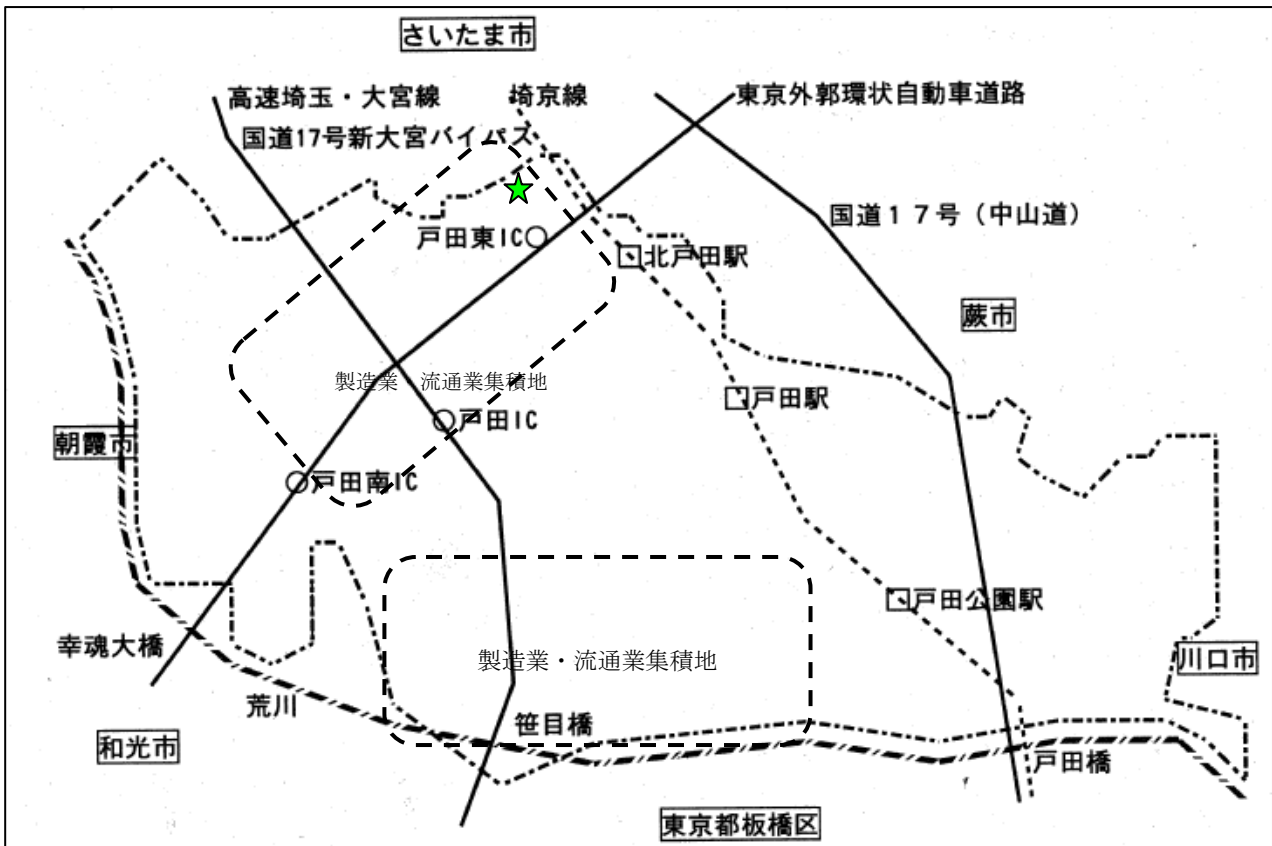 さいたま市
高速埼玉・大宮線
埼京線
東京外郭環状自動車道路
国道17号新大宮バイパス
国道１７号（中山道）
戸田東IC
北戸田駅
蕨市
製造業・流通業集積地
戸田駅
戸田IC
朝霞市
戸田南IC
戸田公園駅
幸魂大橋
製造業・流通業集積地
川口市
荒川
笹目橋
和光市
戸田橋
東京都板橋区